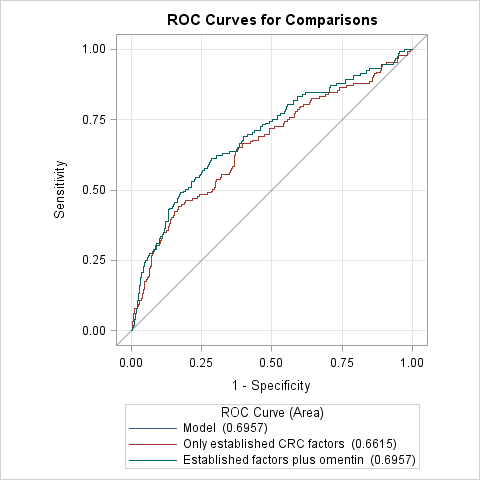 ROC Curves for Comparisons
1.00
0.75
0.50
0.25
0.00
Sensitivity
0.00 0.25 0.50 0.75 1.00
1 - Specificity
ROC Curve (Area)
Model (0.6957)
Only established CRC factors (0.6615)
Established factors plus omentin (0.6957)